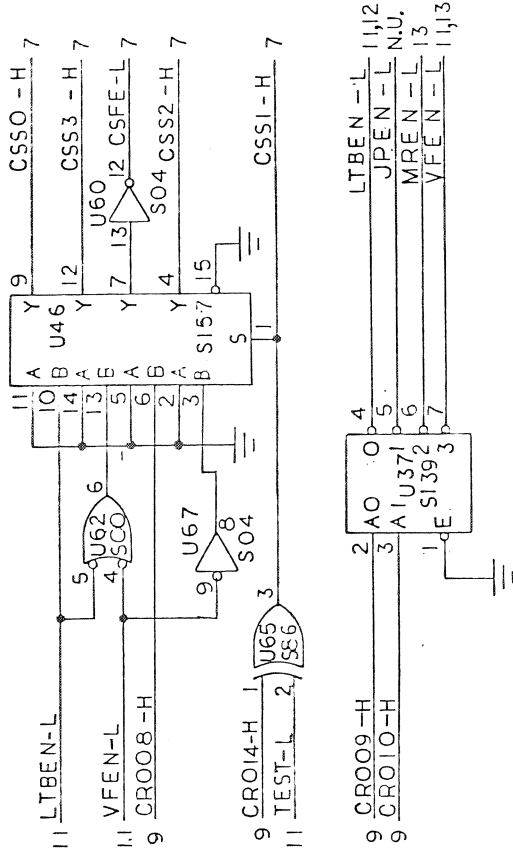 11 LTBEN-L
11 VFEN-L
9 CR008-H
9 CR014-H 1
11 TEST-L 2
5 U62 6
4 SC0
U67
9 8
S04
U65 3
S86
11 A Y 9 CSS0-H 7
10 B U46
14 A Y 12 CSS3-H 7
13 B
5 A Y 7
6 B
2 A Y 4 CSS2-H 7
3 B S157 15
S
1
U60
13 12 CSFE-L 7
S04
CSS1-H 7
9 CR009-H 2 A0 0 4 LTBEN-L 11,12
9 CR010-H 3 A1 U37 1 5 JPEN-L N.U.
S139 2 6 MREN-L 13
1 E 3 7 VFEN-L 11,13